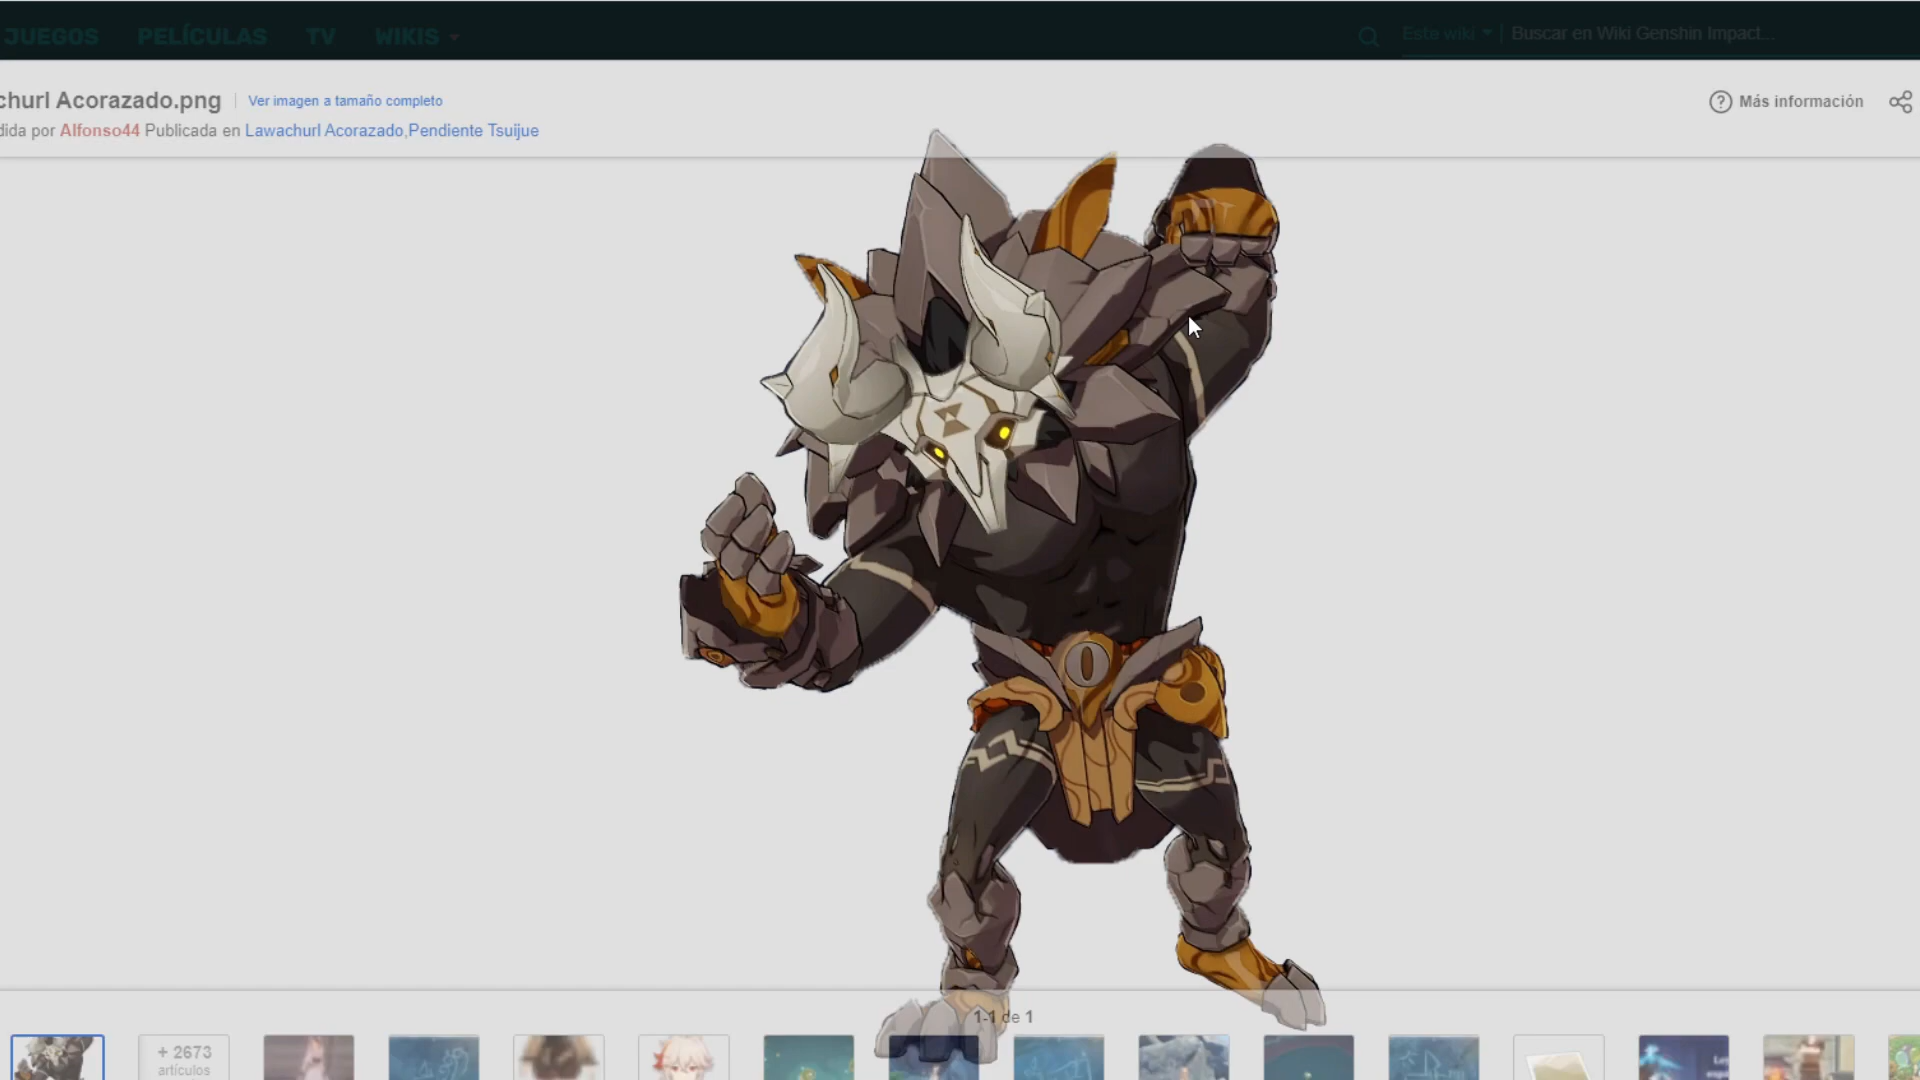 JUEGOS PELÍCULAS TV WIKIS Este wiki Buscar en Wiki Genshin Impact...
churl Acorazado.png Ver imagen a tamaño completo Más información
dida por Alfonso44 Publicada en Lawachurl Acorazado,Pendiente Tsuijue
1-1 de 1
+ 2673
artículos